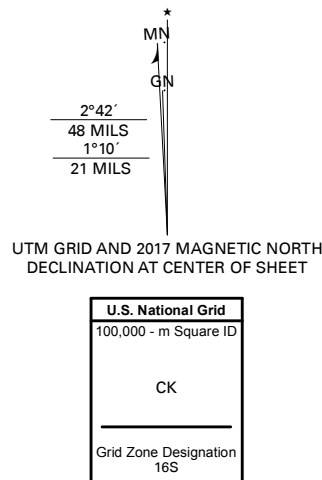 ★
MN
GN
2°42´
48 MILS
1°10´
21 MILS
UTM GRID AND 2017 MAGNETIC NORTH
DECLINATION AT CENTER OF SHEET
U.S. National Grid
100,000 - m Square ID
CK
Grid Zone Designation
16S